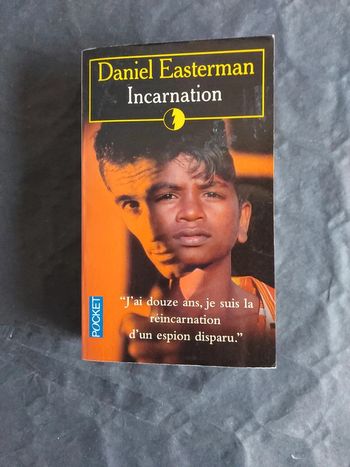 Daniel Easterman
Incarnation
"J'ai douze ans, je suis la
réincarnation
d'un espion disparu."
POCKET